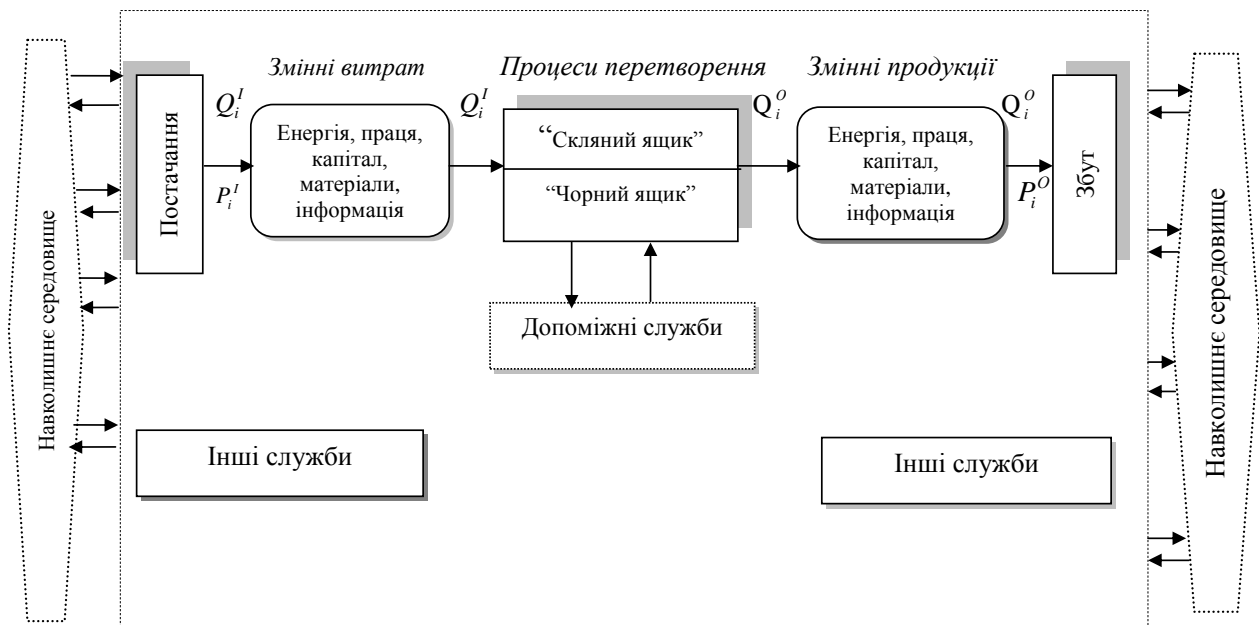 Змінні витрат
Процеси перетворення
Змінні продукції
Навколишнє середовище
Постачання
Q_i^I
P_i^I
Енергія, праця,
капітал,
матеріали,
інформація
Q_i^I
“Скляний ящик”
“Чорний ящик”
Q_i^O
Енергія, праця,
капітал,
матеріали,
інформація
Q_i^O
P_i^O
Збут
Навколишнє середовище
Допоміжні служби
Інші служби
Інші служби